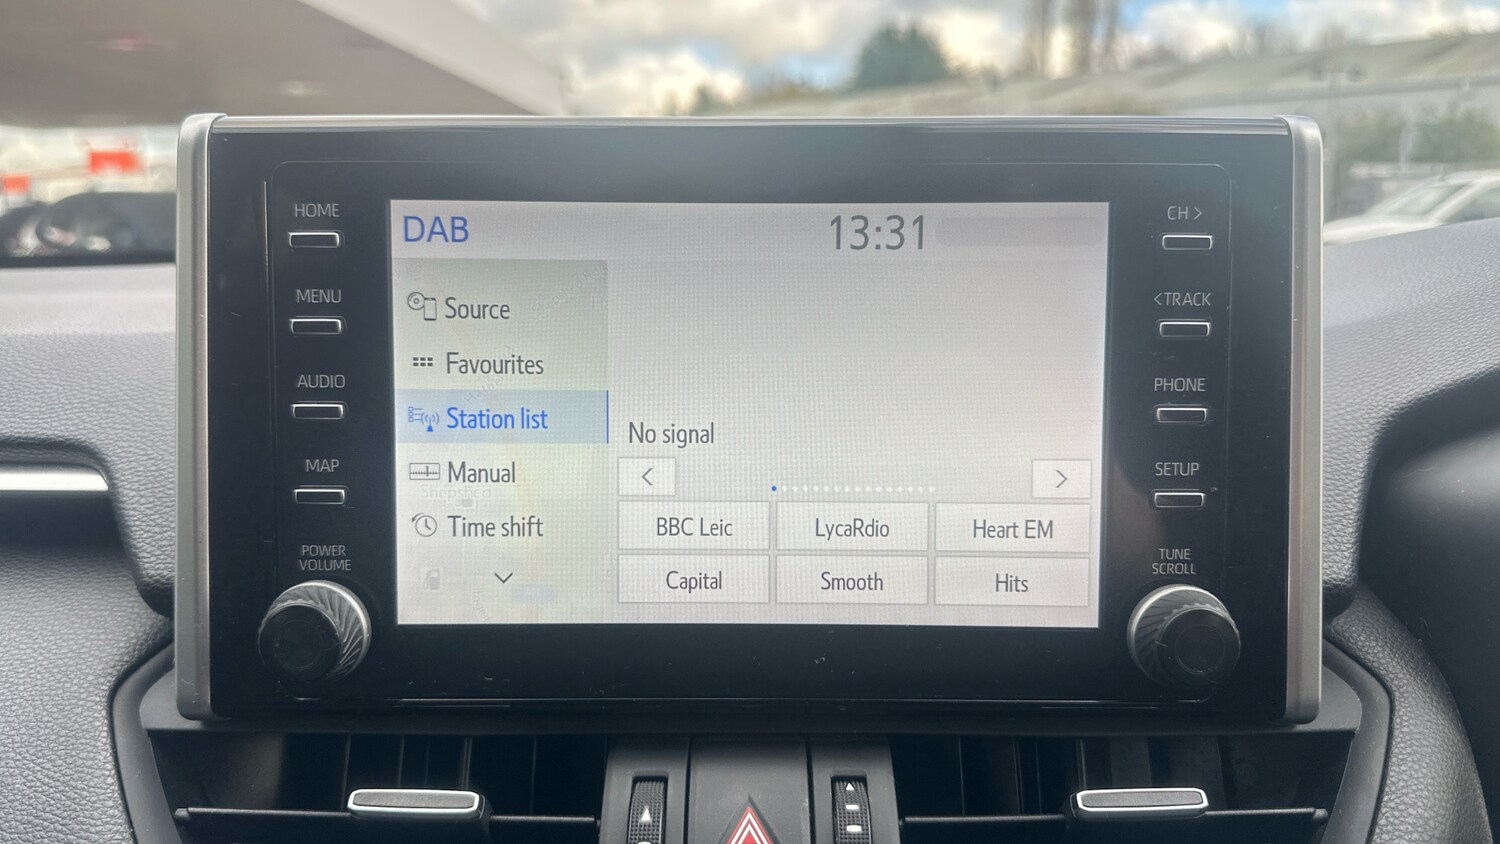 HOME
MENU
AUDIO
MAP
POWER
VOLUME
DAB
13:31
Source
Favourites
Station list
Manual
Shepshed
Time shift
No signal
BBC Leic
LycaRdio
Heart EM
Capital
Smooth
Hits
CH >
< TRACK
PHONE
SETUP
TUNE
SCROLL